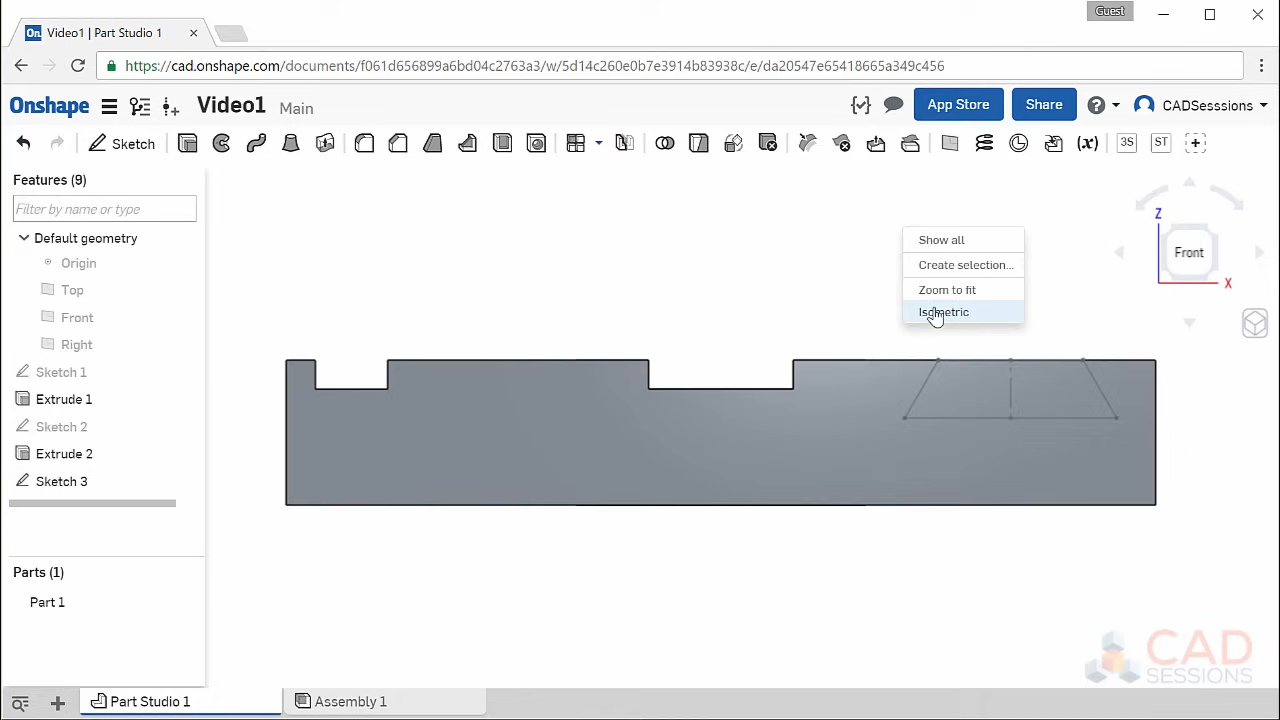 Guest
On Video1 | Part Studio 1
https://cad.onshape.com/documents/f061d656899a6bd04c2763a3/w/5d14c260e0b7e3914b83938c/e/da20547e65418665a349c456
Onshape Video1 Main App Store Share CADSesssions
Sketch (x) 3S ST
Features (9)
Filter by name or type
Default geometry
Origin
Top
Front
Right
Sketch 1
Extrude 1
Sketch 2
Extrude 2
Sketch 3
Parts (1)
Part 1
Show all
Create selection...
Zoom to fit
Isometric
Z
Front
X
CAD
SESSIONS
Part Studio 1 Assembly 1